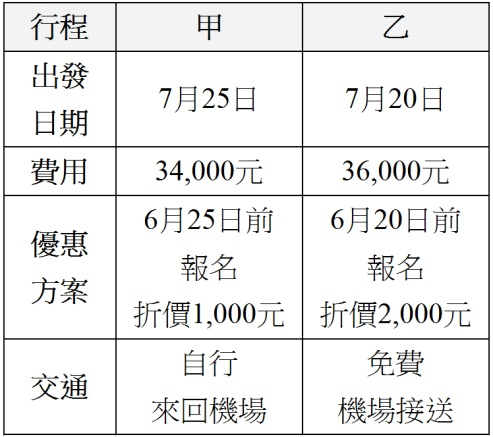 行程 甲 乙
出發
日期 7月25日 7月20日
費用 34,000元 36,000元
優惠
方案 6月25日前
報名
折價1,000元 6月20日前
報名
折價2,000元
交通 自行
來回機場 免費
機場接送